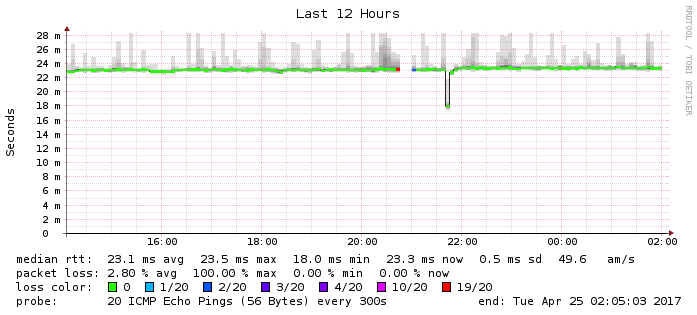 Last 12 Hours
RRDTOOL / TOBI OETIKER
Seconds
28 m
26 m
24 m
22 m
20 m
18 m
16 m
14 m
12 m
10 m
8 m
6 m
4 m
2 m
0
16:00 18:00 20:00 22:00 00:00 02:00
median rtt: 23.1 ms avg 23.5 ms max 18.0 ms min 23.3 ms now 0.5 ms sd 49.6 am/s
packet loss: 2.80 % avg 100.00 % max 0.00 % min 0.00 % now
loss color: 0 1/20 2/20 3/20 4/20 10/20 19/20
probe: 20 ICMP Echo Pings (56 Bytes) every 300s end: Tue Apr 25 02:05:03 2017